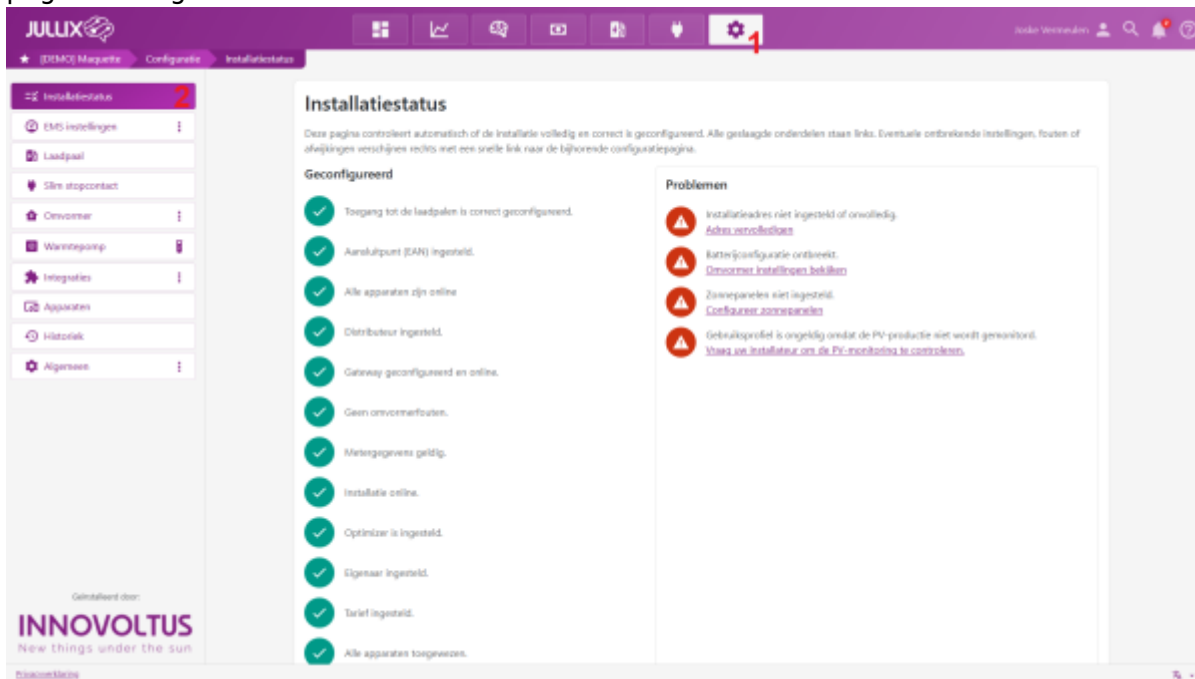 JULLIX
1
Joske Vermeulen
[DEMO] Maquette
Configuratie
Installatiestatus
Installatiestatus
2
EMS instellingen
Laadpaal
Slim stopcontact
Omvormer
Warmtepomp
Integraties
Apparaten
Historiek
Algemeen
Geïnstalleerd door:
INNOVOLTUS
New things under the sun
Installatiestatus
Deze pagina controleert automatisch of de installatie volledig en correct is geconfigureerd. Alle geslaagde onderdelen staan links. Eventuele ontbrekende instellingen, fouten of
afwijkingen verschijnen rechts met een snelle link naar de bijhorende configuratiepagina.
Geconfigureerd
Toegang tot de laadpalen is correct geconfigureerd.
Aansluitpunt (EAN) ingesteld.
Alle apparaten zijn online
Distributeur ingesteld.
Gateway geconfigureerd en online.
Geen omvormerfouten.
Metergegevens geldig.
Installatie online.
Optimizer is ingesteld.
Eigenaar ingesteld.
Tarief ingesteld.
Alle apparaten toegewezen.
Problemen
Installatieadres niet ingesteld of onvolledig.
Adres vervolledigen
Batterijconfiguratie ontbreekt.
Omvormer instellingen bekijken
Zonnepanelen niet ingesteld.
Configureer zonnepanelen
Gebruiksprofiel is ongeldig omdat de PV-productie niet wordt gemonitord.
Vraag uw installateur om de PV-monitoring te controleren.
Privacyverklaring